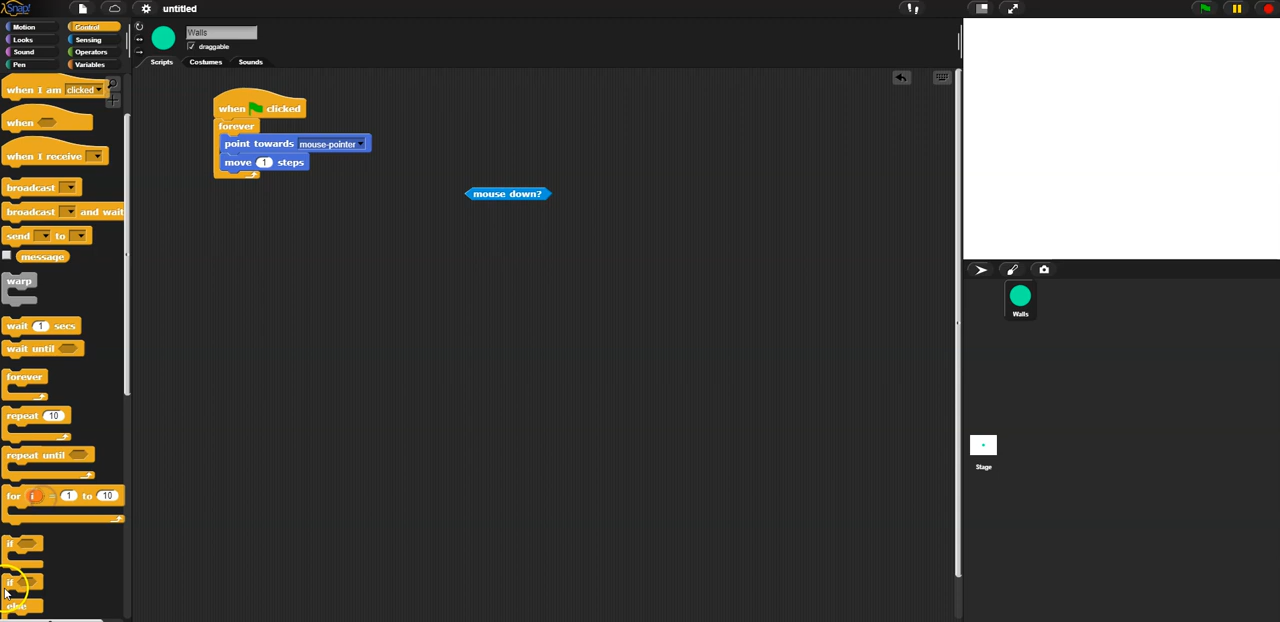 Snap! untitled
Motion Control
Looks Sensing
Sound Operators
Pen Variables
Walls
draggable
Scripts Costumes Sounds
when I am clicked
when
when I receive
broadcast
broadcast and wait
send to
message
warp
wait 1 secs
wait until
forever
repeat 10
repeat until
for i = 1 to 10
if
if
else
when clicked
forever
point towards mouse-pointer
move 1 steps
mouse down?
Walls
Stage